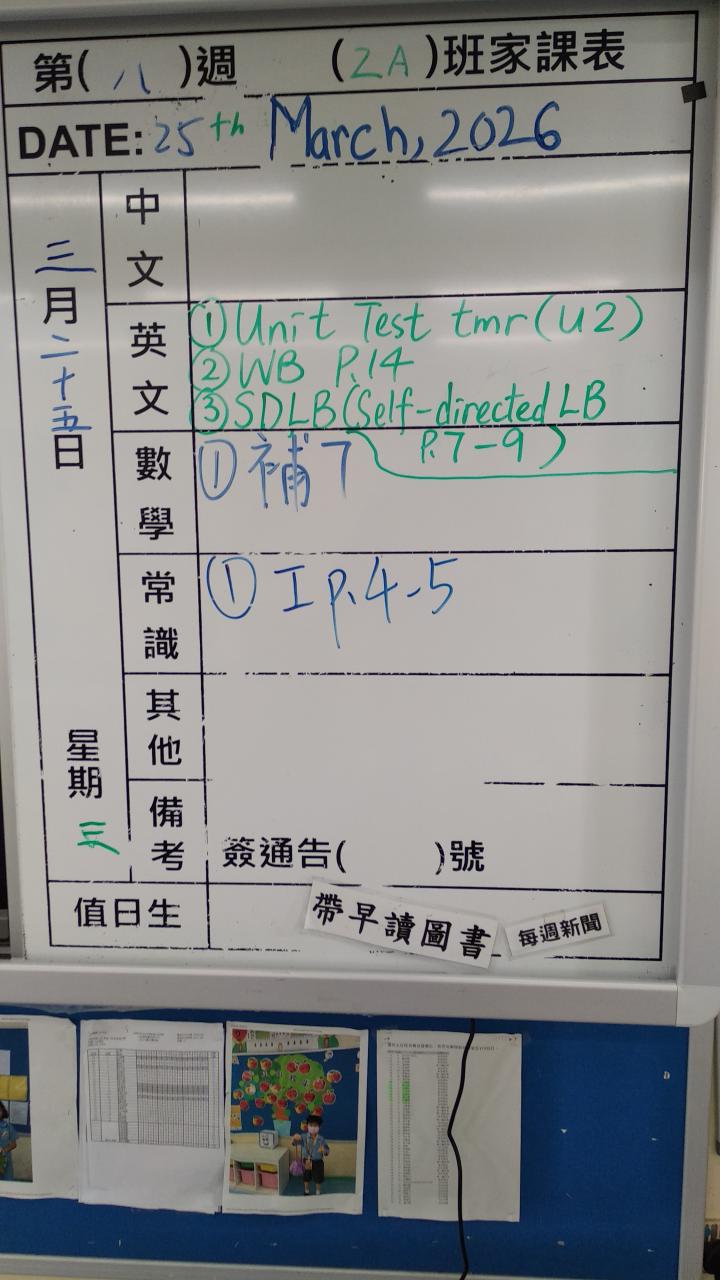 第(八)週 (2A)班家課表
DATE: 25th March, 2026
三月二十五日
星期三
中文
英文
①Unit Test tmr(U2)
②WB P.14
③SDLB(Self-directed LB
P.7-9)
數學
①補7
常識
①I p.4-5
其他
備考
簽通告( )號
值日生
帶早讀圖書
每週新聞